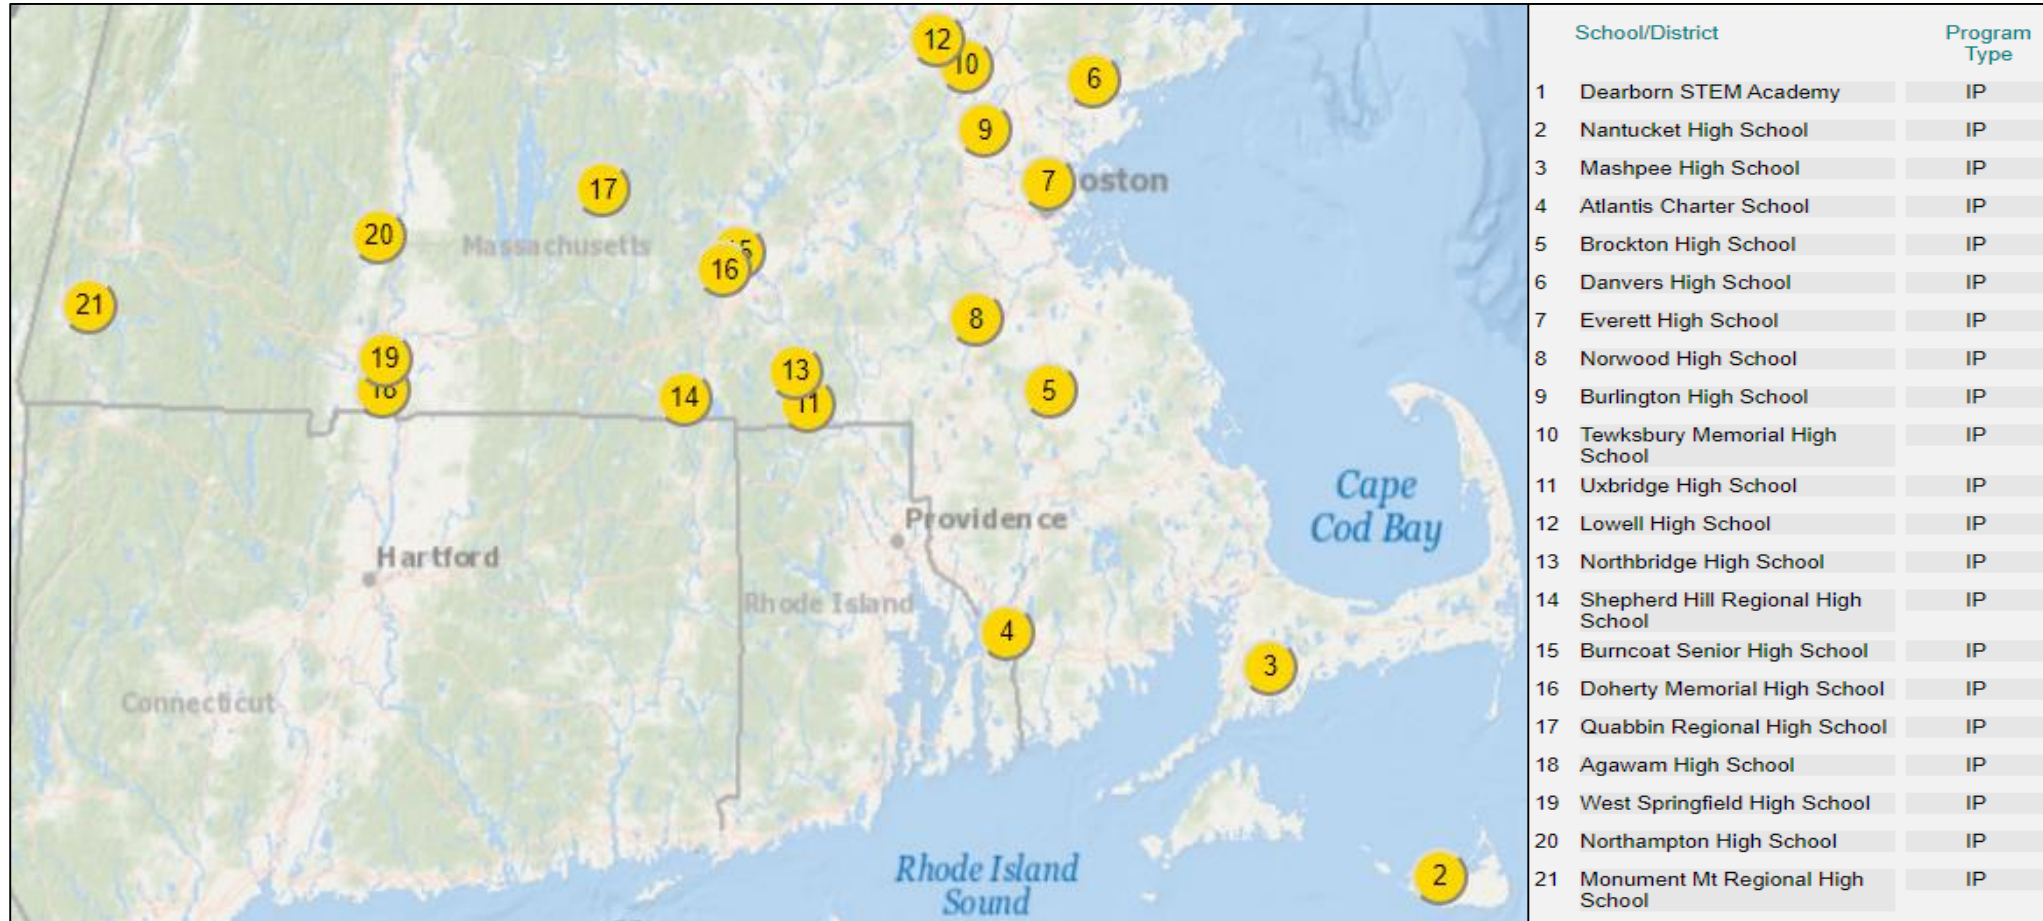 12
10
6
9
7
oston
17
20
Massachusetts
15
16
21
8
19
18
13
14
11
5
Cape
Cod Bay
Providence
Hartford
Rhode Island
4
3
Connecticut
Rhode Island
Sound
2
School/District Program
Type
1 Dearborn STEM Academy IP
2 Nantucket High School IP
3 Mashpee High School IP
4 Atlantis Charter School IP
5 Brockton High School IP
6 Danvers High School IP
7 Everett High School IP
8 Norwood High School IP
9 Burlington High School IP
10 Tewksbury Memorial High IP
School
11 Uxbridge High School IP
12 Lowell High School IP
13 Northbridge High School IP
14 Shepherd Hill Regional High IP
School
15 Burncoat Senior High School IP
16 Doherty Memorial High School IP
17 Quabbin Regional High School IP
18 Agawam High School IP
19 West Springfield High School IP
20 Northampton High School IP
21 Monument Mt Regional High IP
School